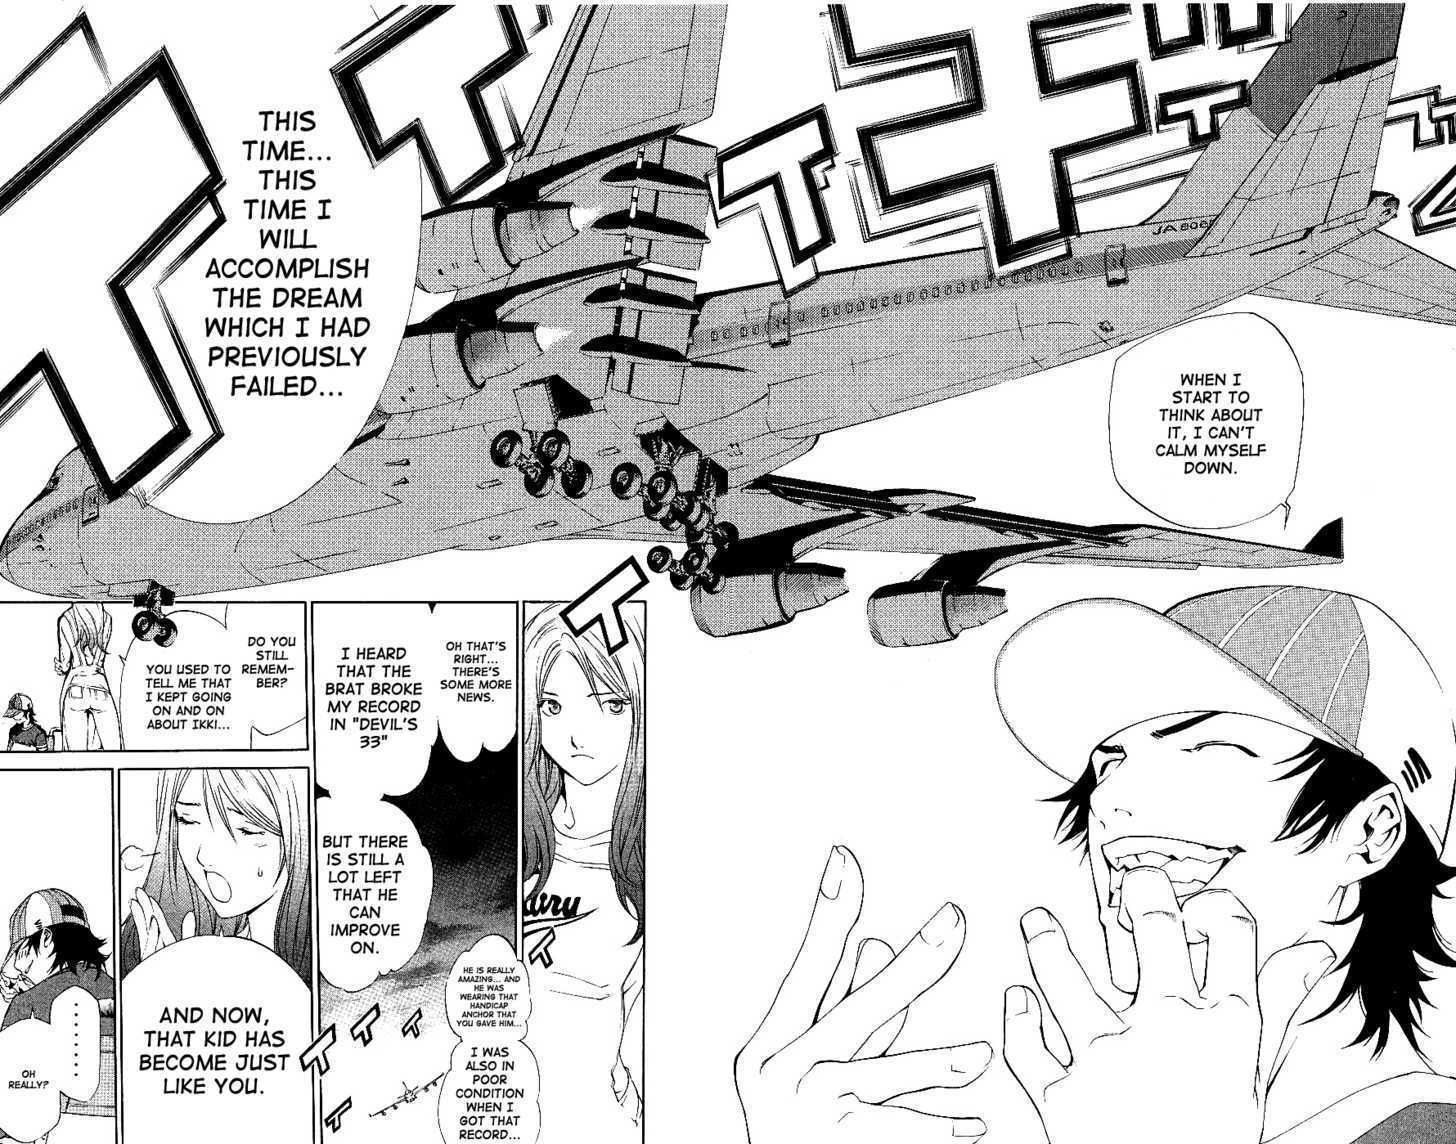 WHEN I
START TO
THINK ABOUT
IT, I CAN'T
CALM MYSELF
DOWN.
THIS
TIME...
THIS
TIME I
WILL
ACCOMPLISH
THE DREAM
WHICH I HAD
PREVIOUSLY
FAILED...
OH THAT'S
RIGHT...
THERE'S
SOME MORE
NEWS.
I HEARD
THAT THE
BRAT BROKE
MY RECORD
IN "DEVIL'S
33"
BUT THERE
IS STILL A
LOT LEFT
THAT HE
CAN
IMPROVE
ON.
HE IS REALLY
AMAZING... AND
HE WAS
WEARING THAT
HANDICAP
ANCHOR THAT
YOU GAVE HIM...
I WAS
ALSO IN
POOR
CONDITION
WHEN I
GOT THAT
RECORD...
DO YOU
STILL
REMEM-
BER?
YOU USED TO
TELL ME THAT
I KEPT GOING
ON AND ON
ABOUT IKKI...
AND NOW,
THAT KID HAS
BECOME JUST
LIKE YOU.
........
OH
REALLY?